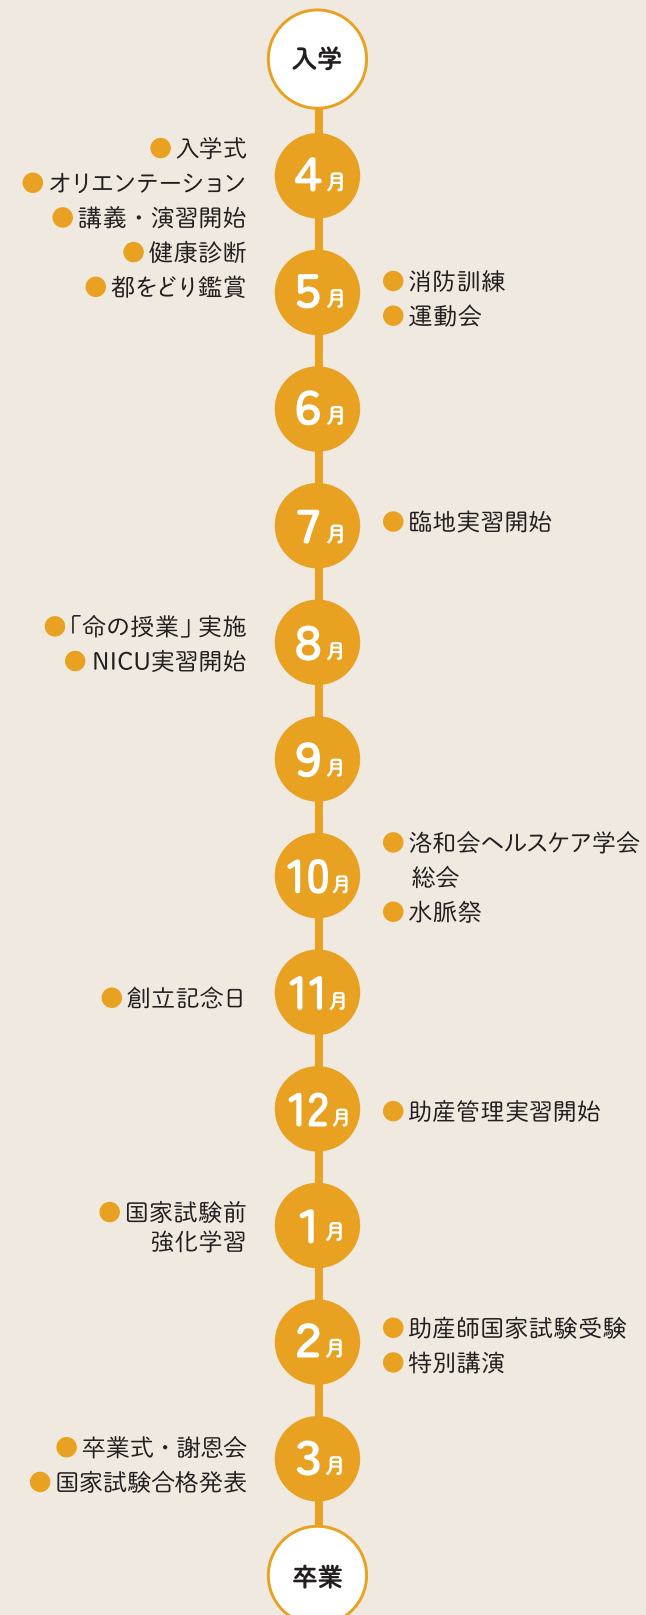 入学
4月
● 入学式
● オリエンテーション
● 講義・演習開始
● 健康診断
● 都をどり鑑賞
5月
● 消防訓練
● 運動会
6月
7月
● 臨地実習開始
8月
●「命の授業」実施
● NICU実習開始
9月
10月
● 洛和会ヘルスケア学会
総会
● 水脈祭
11月
● 創立記念日
12月
● 助産管理実習開始
1月
● 国家試験前
強化学習
2月
● 助産師国家試験受験
● 特別講演
3月
● 卒業式・謝恩会
● 国家試験合格発表
卒業